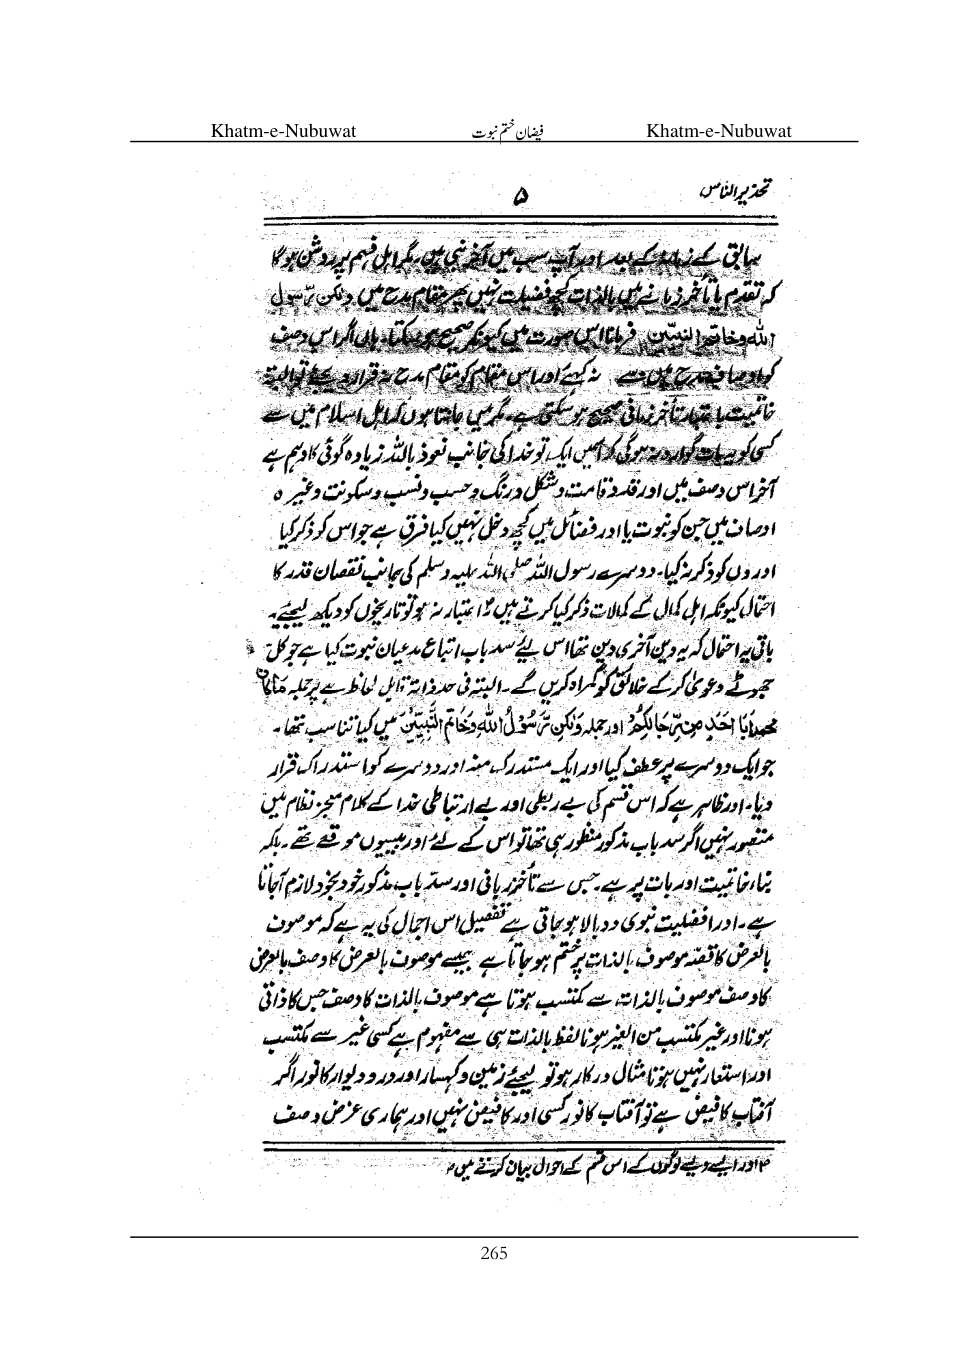 Khatm-e-Nubuwat فیضان ختم نبوت Khatm-e-Nubuwat
تحذیر الناس ۵
سابق کے زمانہ کے بعد اور آپ سب میں آخر نبی ہیں۔ مگر اہل فہم پر روشن ہوگا
کہ تقدم یا تأخر زمانے میں بالذات کچھ فضیلت نہیں پھر مقام مدح میں ولکن رسول
اللہ وخاتم النبیّین فرمانا اس صورت میں کیونکر صحیح ہو سکتا۔ ہاں اگر اس وصف
کو اوصاف مدح میں سے نہ کہئے اور اس مقام کو مقام مدح نہ قرار دیجئے تو البتہ
خاتمیت باعتبار تأخر زمانی صحیح ہو سکتی ہے۔ مگر میں جانتا ہوں کہ اہل اسلام میں سے
کسی کو یہ بات گوارہ نہ ہوگی کہ اسمیں ایک تو خدا کی جانب نعوذ باللہ زیادہ گوئی کا وہم ہے
آخر اس وصف میں اور قد و قامت و شکل و رنگ و حسب و نسب و سکونت وغیرہ
اوصاف میں جن کو نبوت یا اور فضائل میں کچھ دخل نہیں کیا فرق ہے جو اس کو ذکر کیا
اوروں کو ذکر نہ کیا۔ دوسرے رسول اللہ صلی اللہ علیہ وسلم کی جانب نقصان قدر کا
احتمال کیونکہ اہل کمال کے کمالات ذکر کیا کرتے ہیں ۱۲ اعتبار نہ ہو تو تاریخوں کو دیکھ لیجئے۔
باقی یہ احتمال کہ یہ دین آخری دین تھا اس لیئے سد باب اتباع مدعیان نبوت کیا ہے جو کل
جھوٹے دعویٰ کرکے خلائق کو گمراہ کریں گے۔ البتہ فی حد ذاتہ قابل لحاظ ہے پر جملہ ما کان
محمد ابا احد من رجالکم اور جملہ ولکن رسول اللہ وخاتم النبیین میں کیا تناسب تھا۔
جو ایک دوسرے پر عطف کیا اور ایک مستدرک منہ اور دوسرے کو استدراک قرار
دیا۔ اور ظاہر ہے کہ اس قسم کی بے ربطی اور بے ارتباطی خدا کے کلام معجز نظام میں
متصور نہیں اگر سد باب مذکور منظور ہی تھا تو اس کے لئے اور بیسیوں موقعے تھے۔ بلکہ
بناء خاتمیت اور بات پر ہے۔ جس سے تأخر زمانی اور سدّ باب مذکور خود بخود لازم آجاتا
ہے۔ اور افضلیت نبوی دوبالا ہو جاتی ہے تفصیل اس اجمال کی یہ ہے کہ موصوف
بالعرض کا قصّہ موصوف بالذات پر ختم ہو جاتا ہے جیسے موصوف بالعرض کا وصف بالعرض
کا وصف موصوف بالذات سے مکتسب ہوتا ہے موصوف بالذات کا وصف جس کا ذاتی
ہونا اور غیر مکتسب من الغیر ہونا لفظ بالذات ہی سے مفہوم ہے کسی غیر سے مکتسب
اور استعار نہیں ہوتا مثال درکار ہو تو لیجئے زمین و کہسار اور در و دیوار کا نور اگر
آفتاب کا فیض ہے تو آفتاب کا نور کسی اور کا فیض نہیں اور ہماری غرض وصف
۱۲ اور ایسے ویسے لوگوں کے اس قسم کے احوال بیان کرتے ہیں ۱۲
265